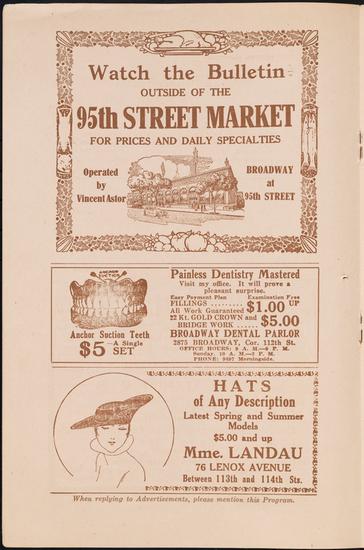 Watch the Bulletin
OUTSIDE OF THE
95th STREET MARKET
FOR PRICES AND DAILY SPECIALTIES
Operated
by
Vincent Astor
BROADWAY
at
95th STREET
ANCHOR
SUCTION
Anchor Suction Teeth
$5 —A Single
SET
Painless Dentistry Mastered
Visit my office. It will prove a
pleasant surprise.
Easy Payment Plan Examination Free
FILLINGS ......... $1.00 UP
All Work Guaranteed
22 Kt. GOLD CROWN and
BRIDGE WORK ...... $5.00
BROADWAY DENTAL PARLOR
2875 BROADWAY, Cor. 112th St.
OFFICE HOURS: 9 A. M.—9 P. M.
Sunday, 10 A. M.—2 P. M.
PHONE: 9497 Morningside.
HATS
of Any Description
Latest Spring and Summer
Models
$5.00 and up
Mme. LANDAU
76 LENOX AVENUE
Between 113th and 114th Sts.
When replying to Advertisements, please mention this Program.